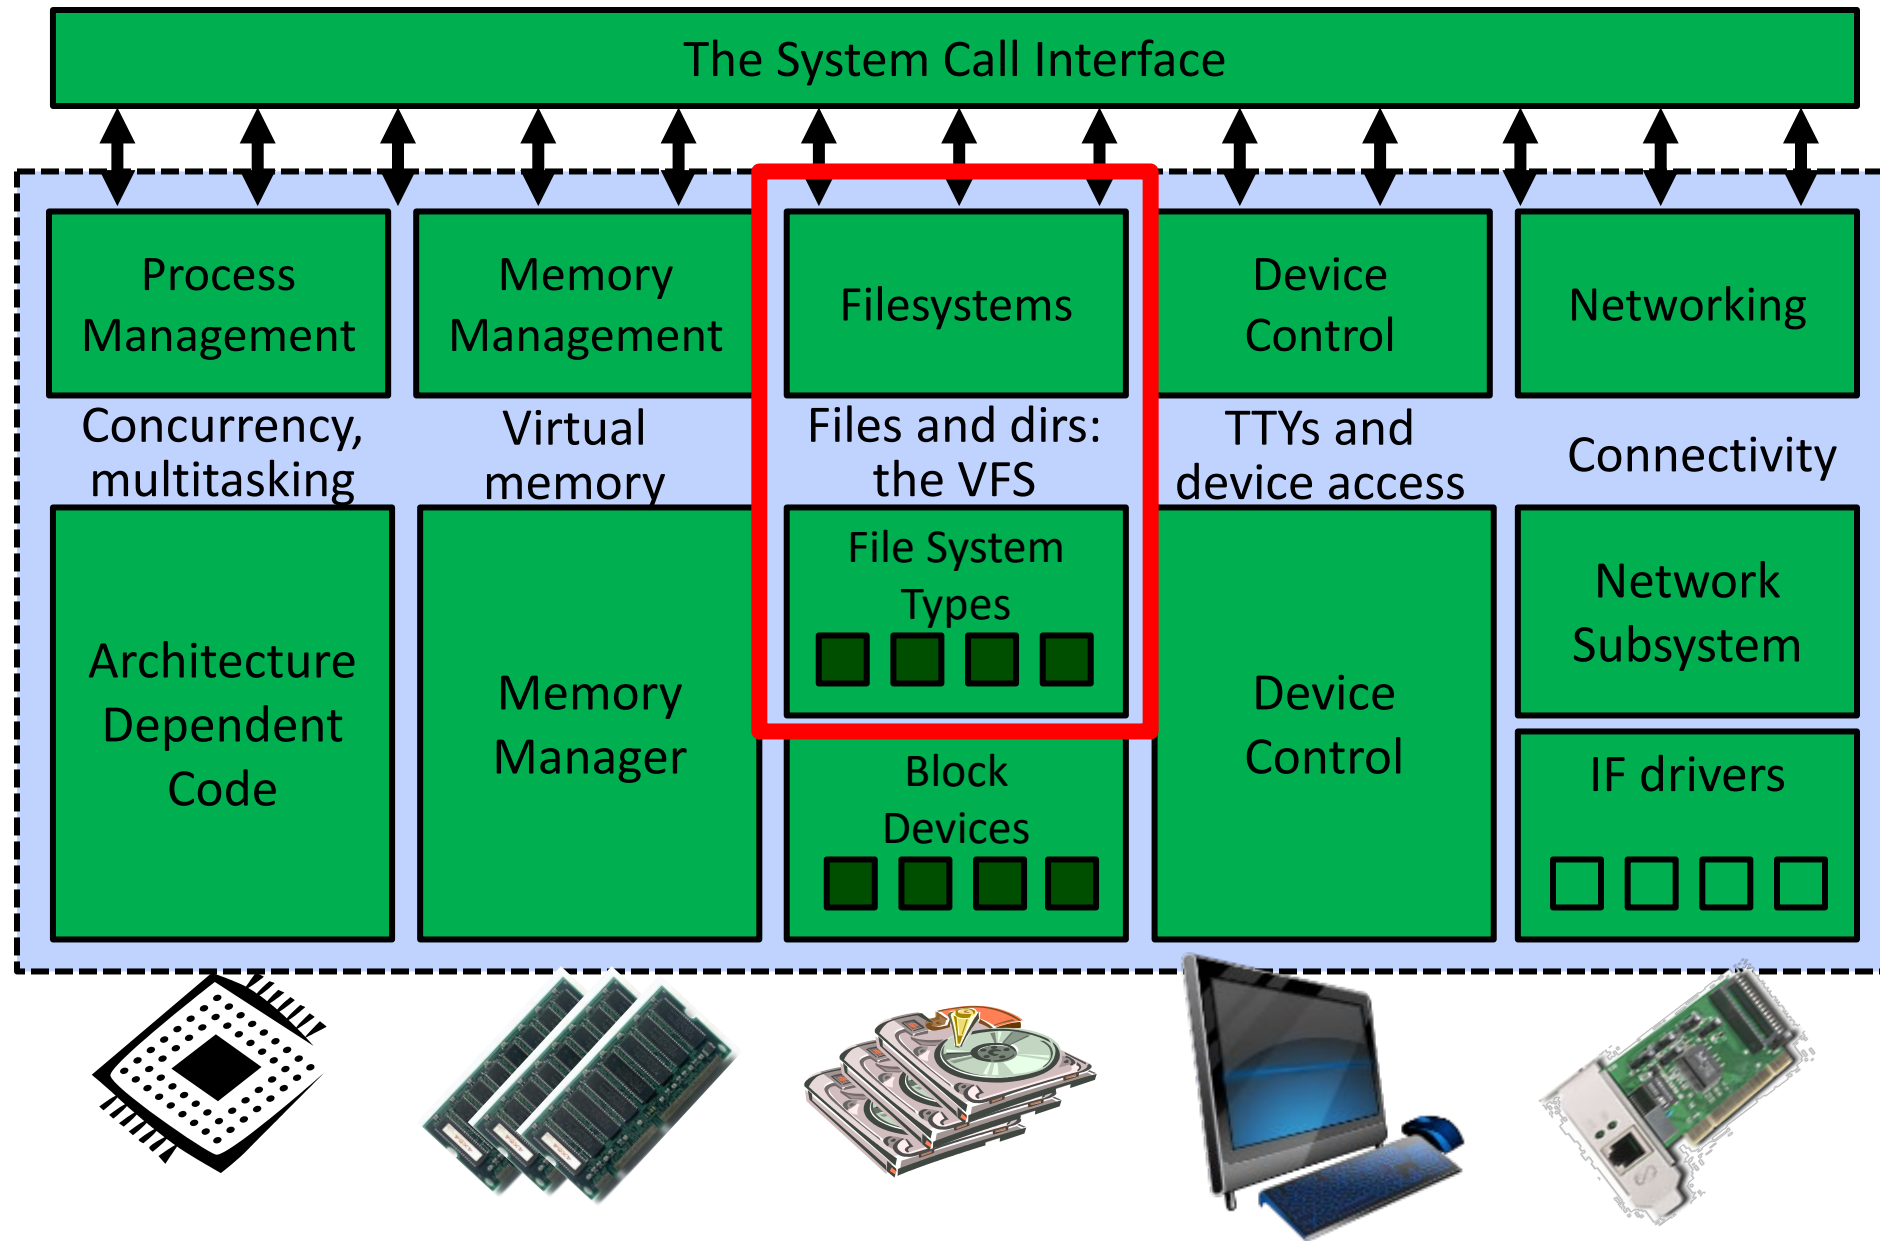 The System Call Interface
Process
Management
Memory
Management
Filesystems
Device
Control
Networking
Concurrency,
multitasking
Virtual
memory
Files and dirs:
the VFS
TTYs and
device access
Connectivity
Architecture
Dependent
Code
Memory
Manager
File System
Types
Block
Devices
Device
Control
Network
Subsystem
IF drivers